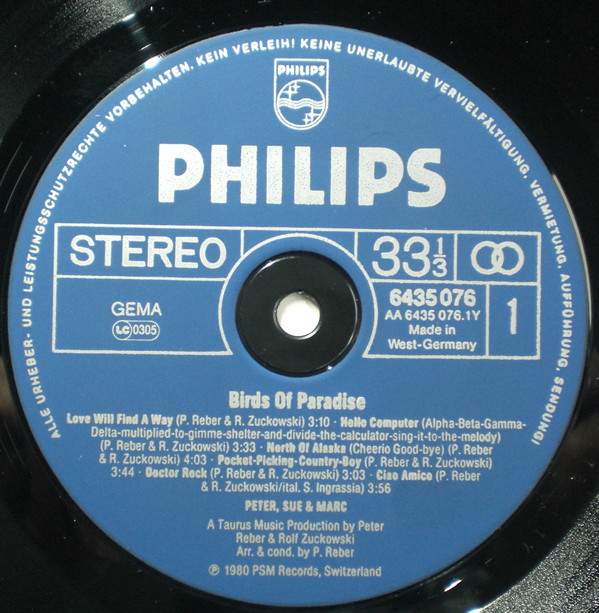 ALLE URHEBER- UND LEISTUNGSSCHUTZRECHTE VORBEHALTEN. KEIN VERLEIH! KEINE UNERLAUBTE VERVIELFÄLTIGUNG, VERMIETUNG, AUFFÜHRUNG, SENDUNG!
PHILIPS
PHILIPS
STEREO
33 1/3
GEMA
LC 0305
6435 076
AA 6435 076.1Y
Made in
West-Germany
1
Birds Of Paradise
Love Will Find A Way (P. Reber & R. Zuckowski) 3:10 · Hello Computer (Alpha-Beta-Gamma-
Delta-multiplied-to-gimme-shelter-and-divide-the-calculator-sing-it-to-the-melody)
(P. Reber & R. Zuckowski) 3:33 · North Of Alaska (Cheerio Good-bye) (P. Reber
& R. Zuckowski) 4:03 · Pocket-Picking-Country-Boy (P. Reber & R. Zuckowski)
3:44 · Doctor Rock (P. Reber & R. Zuckowski) 3:03 · Ciao Amico (P. Reber
& R. Zuckowski/ital. S. Ingrassia) 3:56
PETER, SUE & MARC
A Taurus Music Production by Peter
Reber & Rolf Zuckowski
Arr. & cond. by P. Reber
℗ 1980 PSM Records, Switzerland